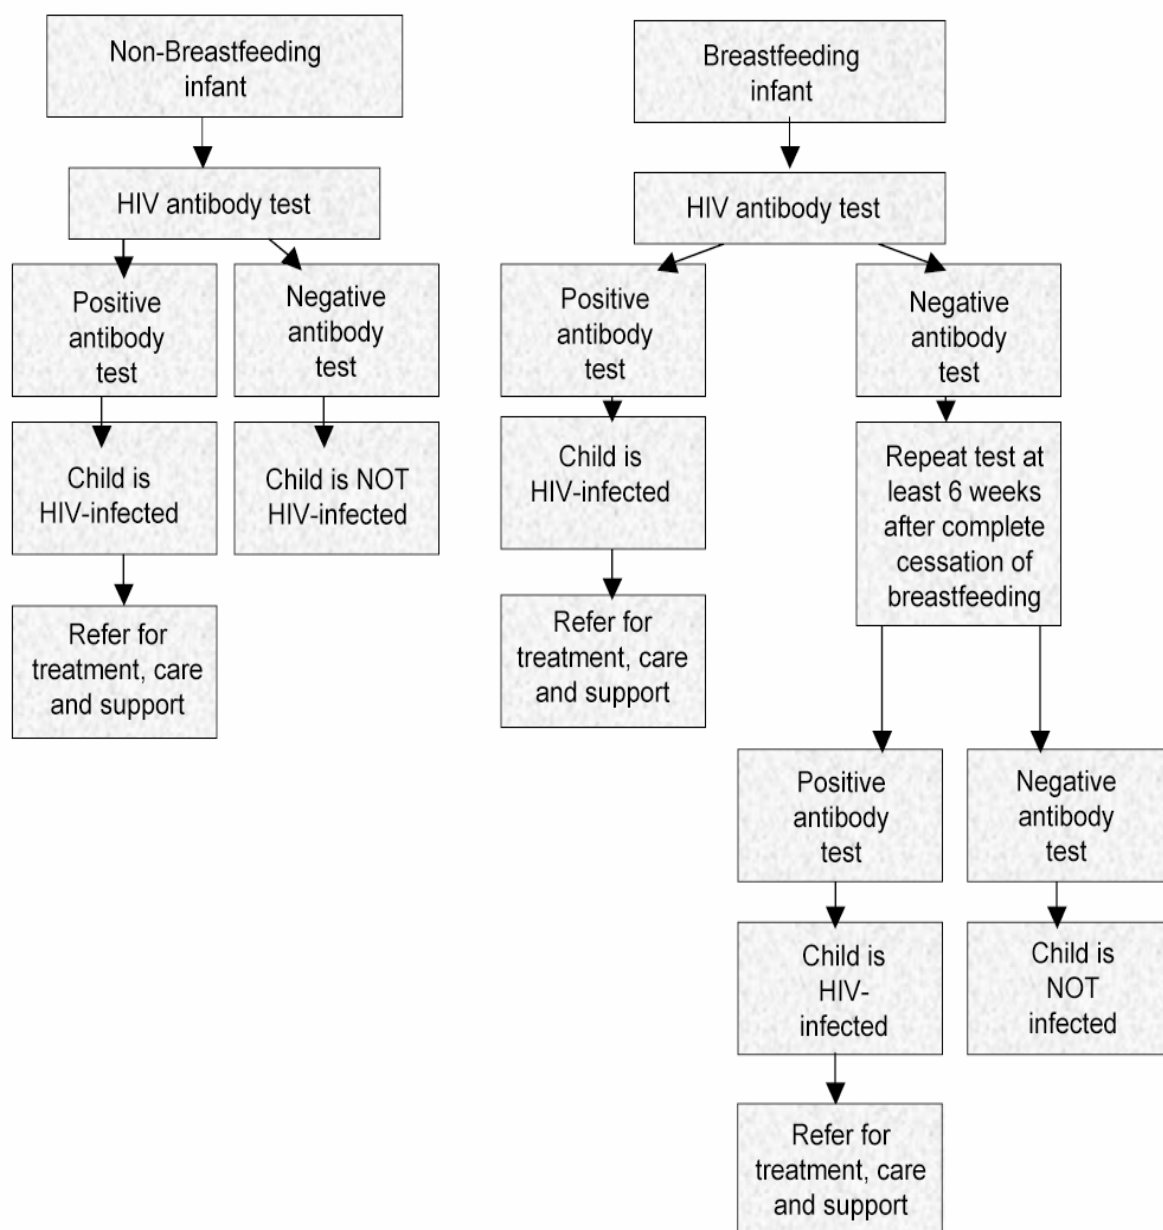 Non-Breastfeeding
infant
HIV antibody test
Positive
antibody
test
Negative
antibody
test
Child is
HIV-infected
Child is NOT
HIV-infected
Refer for
treatment, care
and support
Breastfeeding
infant
HIV antibody test
Positive
antibody
test
Negative
antibody
test
Child is
HIV-infected
Repeat test at
least 6 weeks
after complete
cessation of
breastfeeding
Refer for
treatment, care
and support
Positive
antibody
test
Negative
antibody
test
Child is
HIV-
infected
Child is
NOT
infected
Refer for
treatment, care
and support